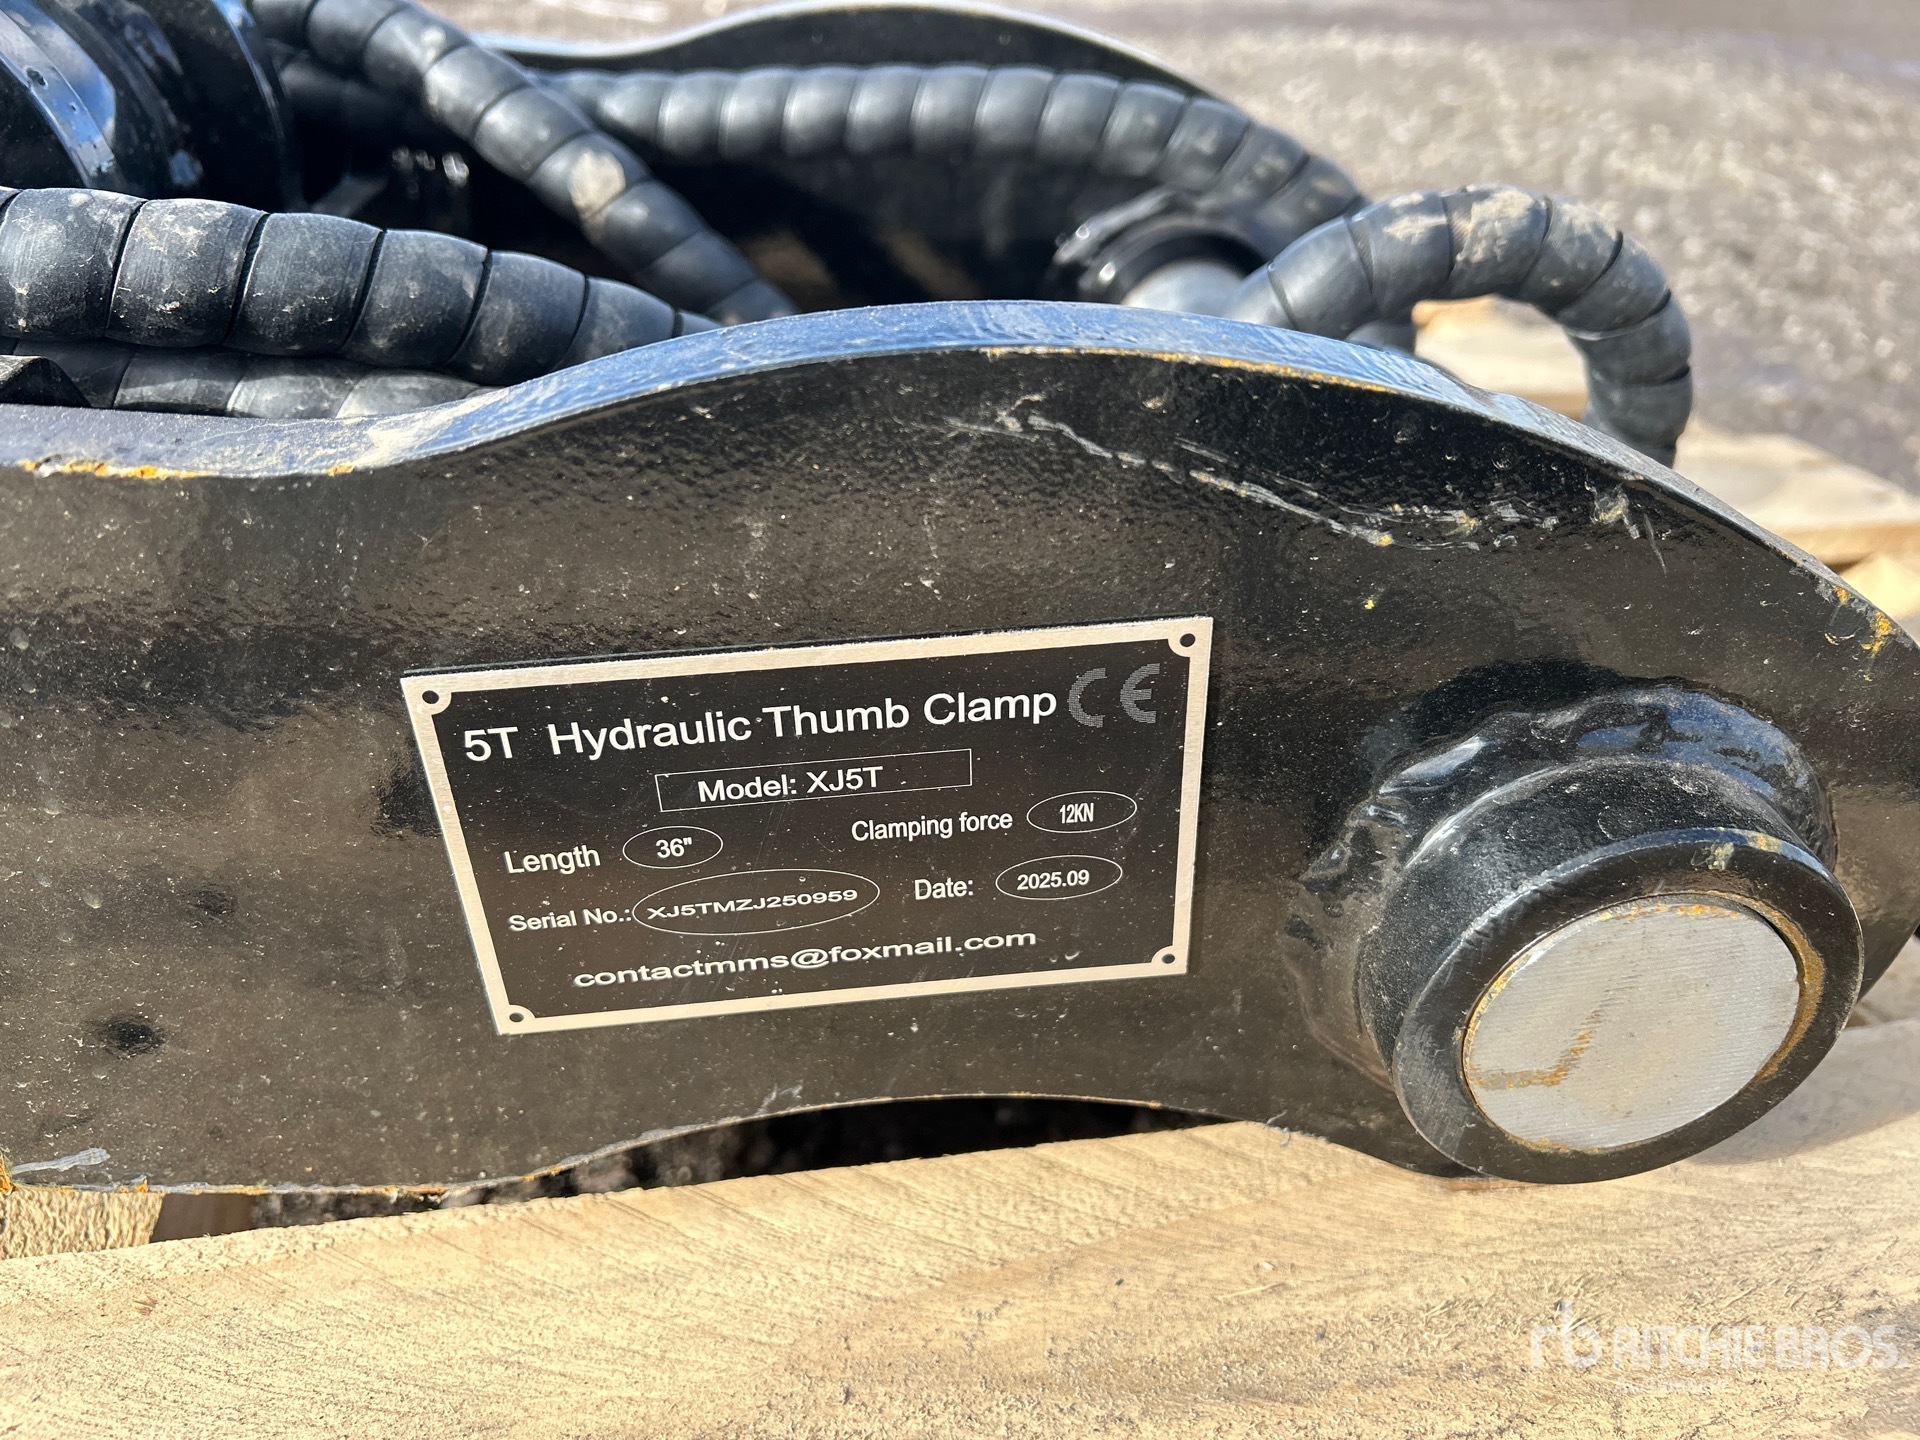 5T Hydraulic Thumb Clamp CE
Model: XJ5T
Length 36" Clamping force 12KN
Serial No.: XJ5TMZJ250959 Date: 2025.09
contactmms@foxmail.com
rb RITCHIE BROS.